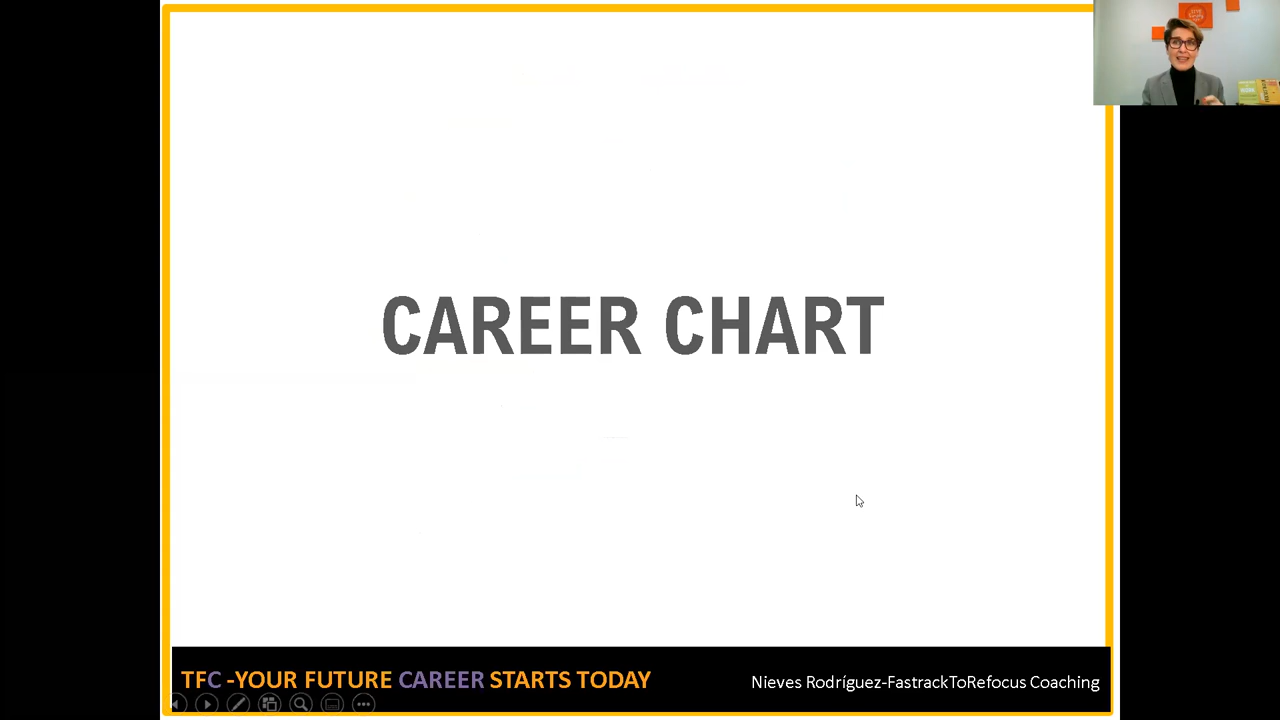 CAREER CHART
TFC -YOUR FUTURE CAREER STARTS TODAY
Nieves Rodríguez-FastrackToRefocus Coaching